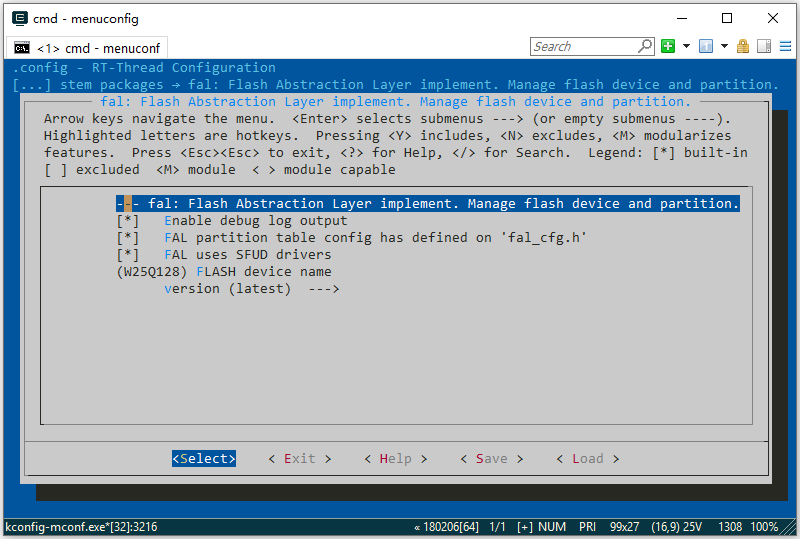 cmd - menuconfig
<1> cmd - menuconf
Search
.config - RT-Thread Configuration
[...] stem packages → fal: Flash Abstraction Layer implement. Manage flash device and partition.
fal: Flash Abstraction Layer implement. Manage flash device and partition.
Arrow keys navigate the menu.  <Enter> selects submenus ---> (or empty submenus ----).
Highlighted letters are hotkeys.  Pressing <Y> includes, <N> excludes, <M> modularizes
features.  Press <Esc><Esc> to exit, <?> for Help, </> for Search.  Legend: [*] built-in
[ ] excluded  <M> module  < > module capable
--- fal: Flash Abstraction Layer implement. Manage flash device and partition.
[*]   Enable debug log output
[*]   FAL partition table config has defined on 'fal_cfg.h'
[*]   FAL uses SFUD drivers
(W25Q128) FLASH device name
version (latest)  --->
<Select>    < Exit >    < Help >    < Save >    < Load >
kconfig-mconf.exe*[32]:3216 « 180206[64] 1/1 [+] NUM PRI 99x27 (16,9) 25V 1308 100%